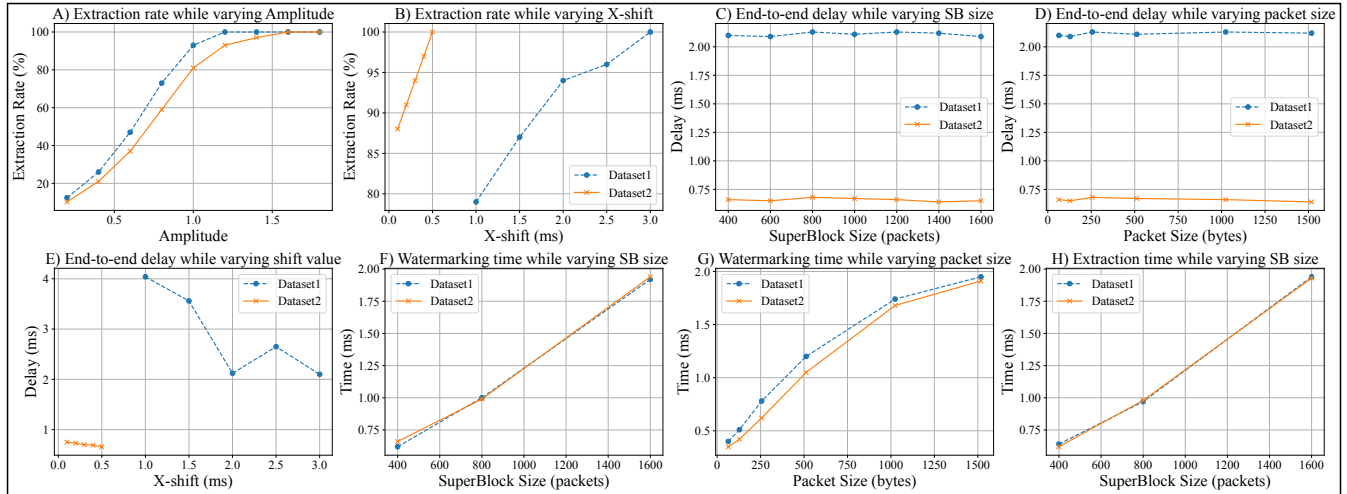 A) Extraction rate while varying Amplitude
Extraction Rate (%)
100
80
60
40
20
0.5
1.0
1.5
Amplitude
B) Extraction rate while varying X-shift
Extraction Rate (%)
100
95
90
85
80
Dataset1
Dataset2
0.0
0.5
1.0
1.5
2.0
2.5
3.0
X-shift (ms)
C) End-to-end delay while varying SB size
Delay (ms)
2.00
1.75
1.50
1.25
1.00
0.75
Dataset1
Dataset2
400
600
800
1000
1200
1400
1600
SuperBlock Size (packets)
D) End-to-end delay while varying packet size
Delay (ms)
2.00
1.75
1.50
1.25
1.00
0.75
Dataset1
Dataset2
0
250
500
750
1000
1250
1500
Packet Size (bytes)
E) End-to-end delay while varying shift value
Delay (ms)
4
3
2
1
Dataset1
Dataset2
0.0
0.5
1.0
1.5
2.0
2.5
3.0
X-shift (ms)
F) Watermarking time while varying SB size
Time (ms)
2.00
1.75
1.50
1.25
1.00
0.75
Dataset1
Dataset2
400
600
800
1000
1200
1400
1600
SuperBlock Size (packets)
G) Watermarking time while varying packet size
Time (ms)
2.0
1.5
1.0
0.5
Dataset1
Dataset2
0
250
500
750
1000
1250
1500
Packet Size (bytes)
H) Extraction time while varying SB size
Time (ms)
2.00
1.75
1.50
1.25
1.00
0.75
Dataset1
Dataset2
400
600
800
1000
1200
1400
1600
SuperBlock Size (packets)